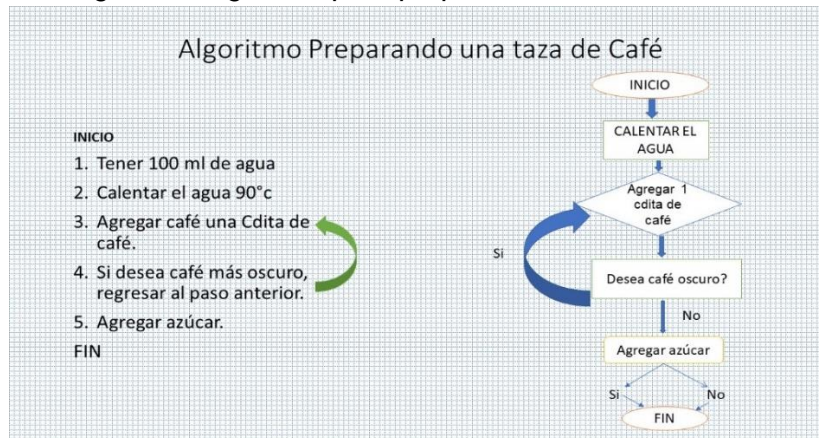 Algoritmo Preparando una taza de Café
INICIO
1. Tener 100 ml de agua
2. Calentar el agua 90°c
3. Agregar café una Cdita de
café.
4. Si desea café más oscuro,
regresar al paso anterior.
5. Agregar azúcar.
FIN
INICIO
CALENTAR EL
AGUA
Agregar 1
cdita de
café
Si
Desea café oscuro?
No
Agregar azúcar
Si
No
FIN